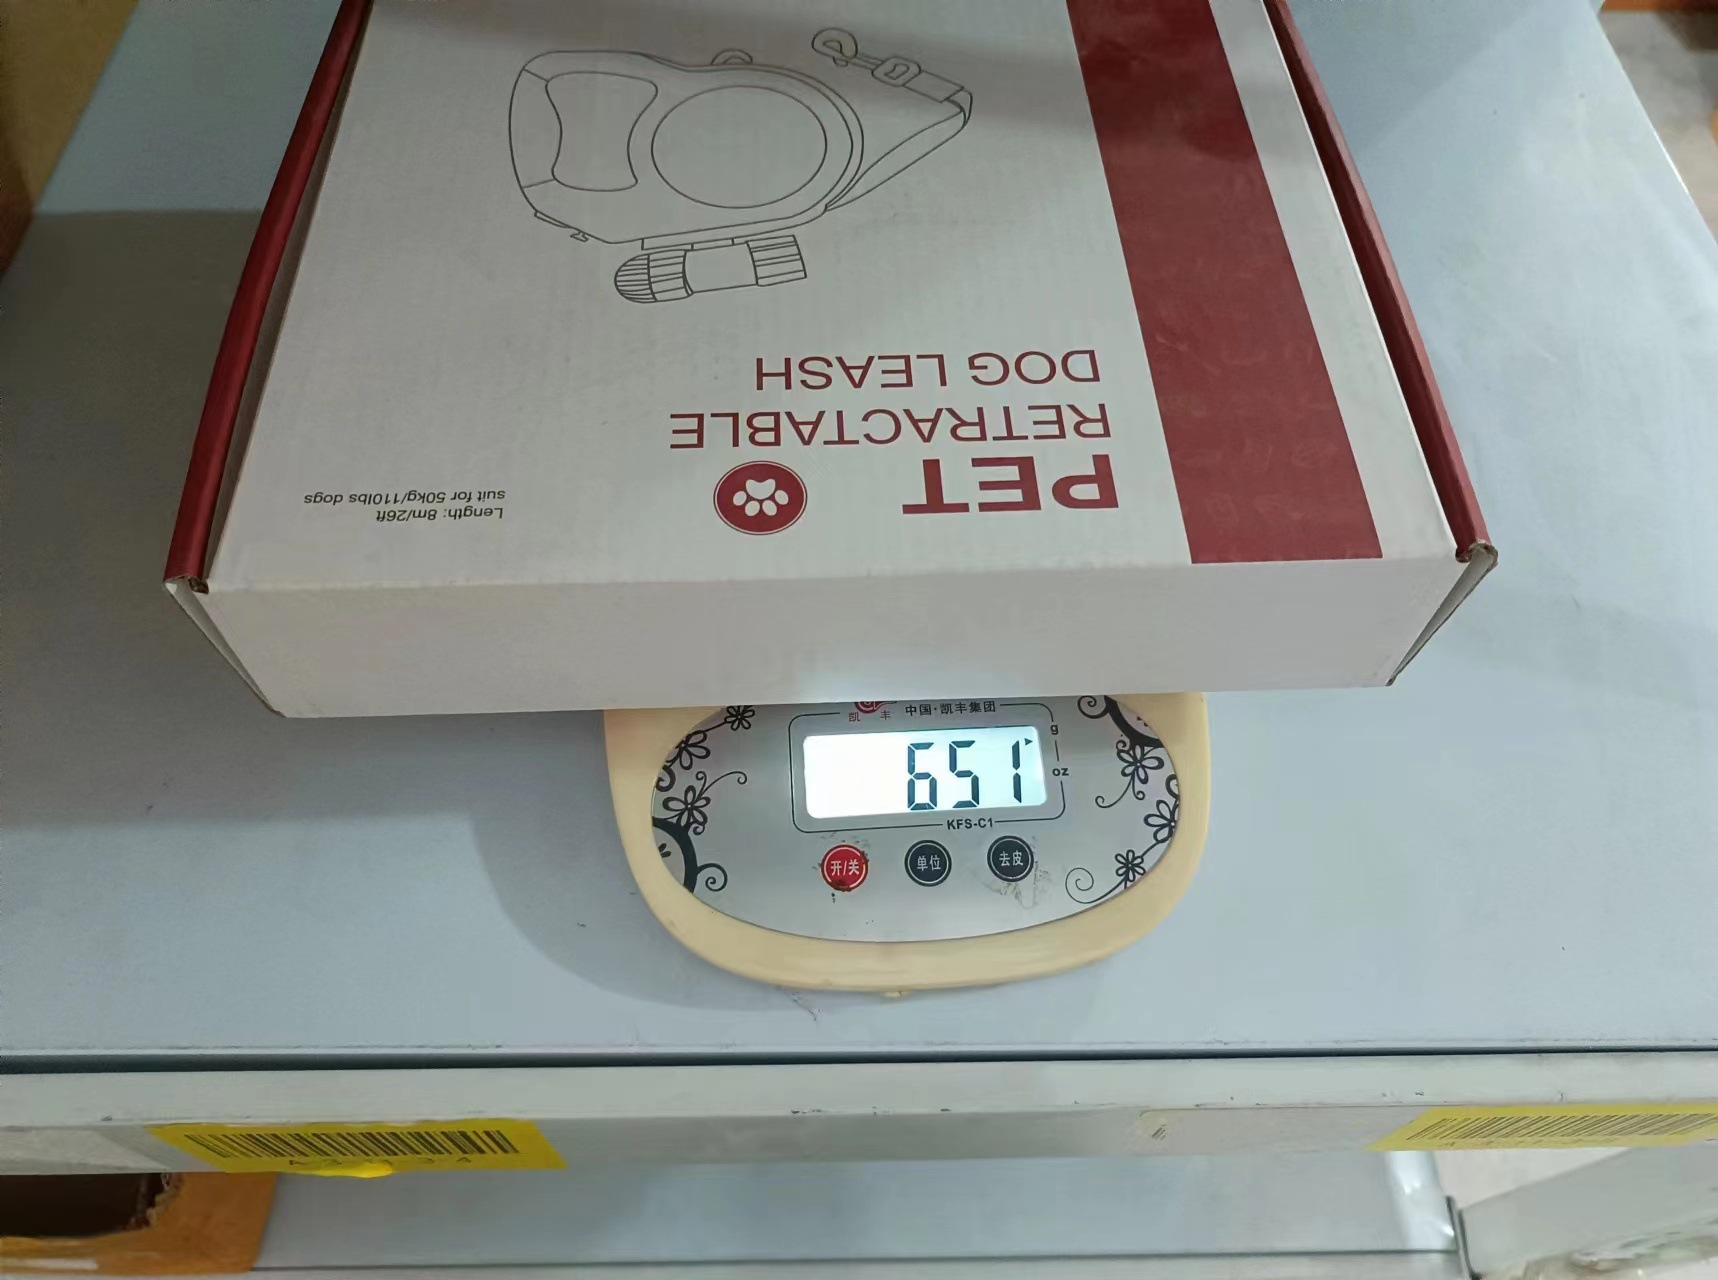 PET
RETRACTABLE
DOG LEASH
Length: 8m/26ft
suit for 50kg/110lbs dogs
凯 丰
中国·凯丰集团
651
g
oz
KFS-C1
开/关
单位
去皮